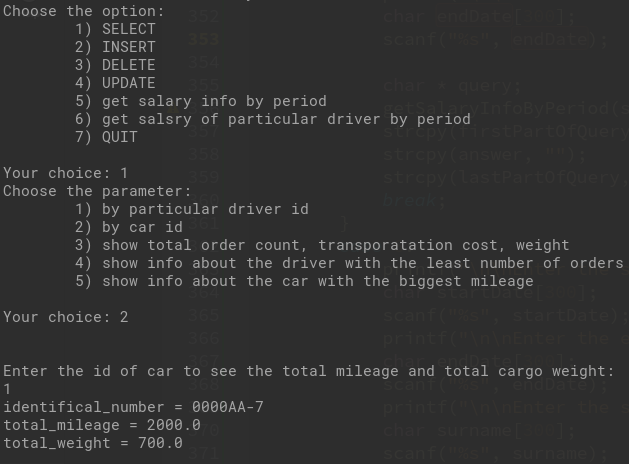 Choose the option:
1) SELECT
2) INSERT
3) DELETE
4) UPDATE
5) get salary info by period
6) get salsry of particular driver by period
7) QUIT
Your choice: 1
Choose the parameter:
1) by particular driver id
2) by car id
3) show total order count, transporatation cost, weight
4) show info about the driver with the least number of orders
5) show info about the car with the biggest mileage
Your choice: 2
Enter the id of car to see the total mileage and total cargo weight:
1
identifical_number = 0000AA-7
total_mileage = 2000.0
total_weight = 700.0